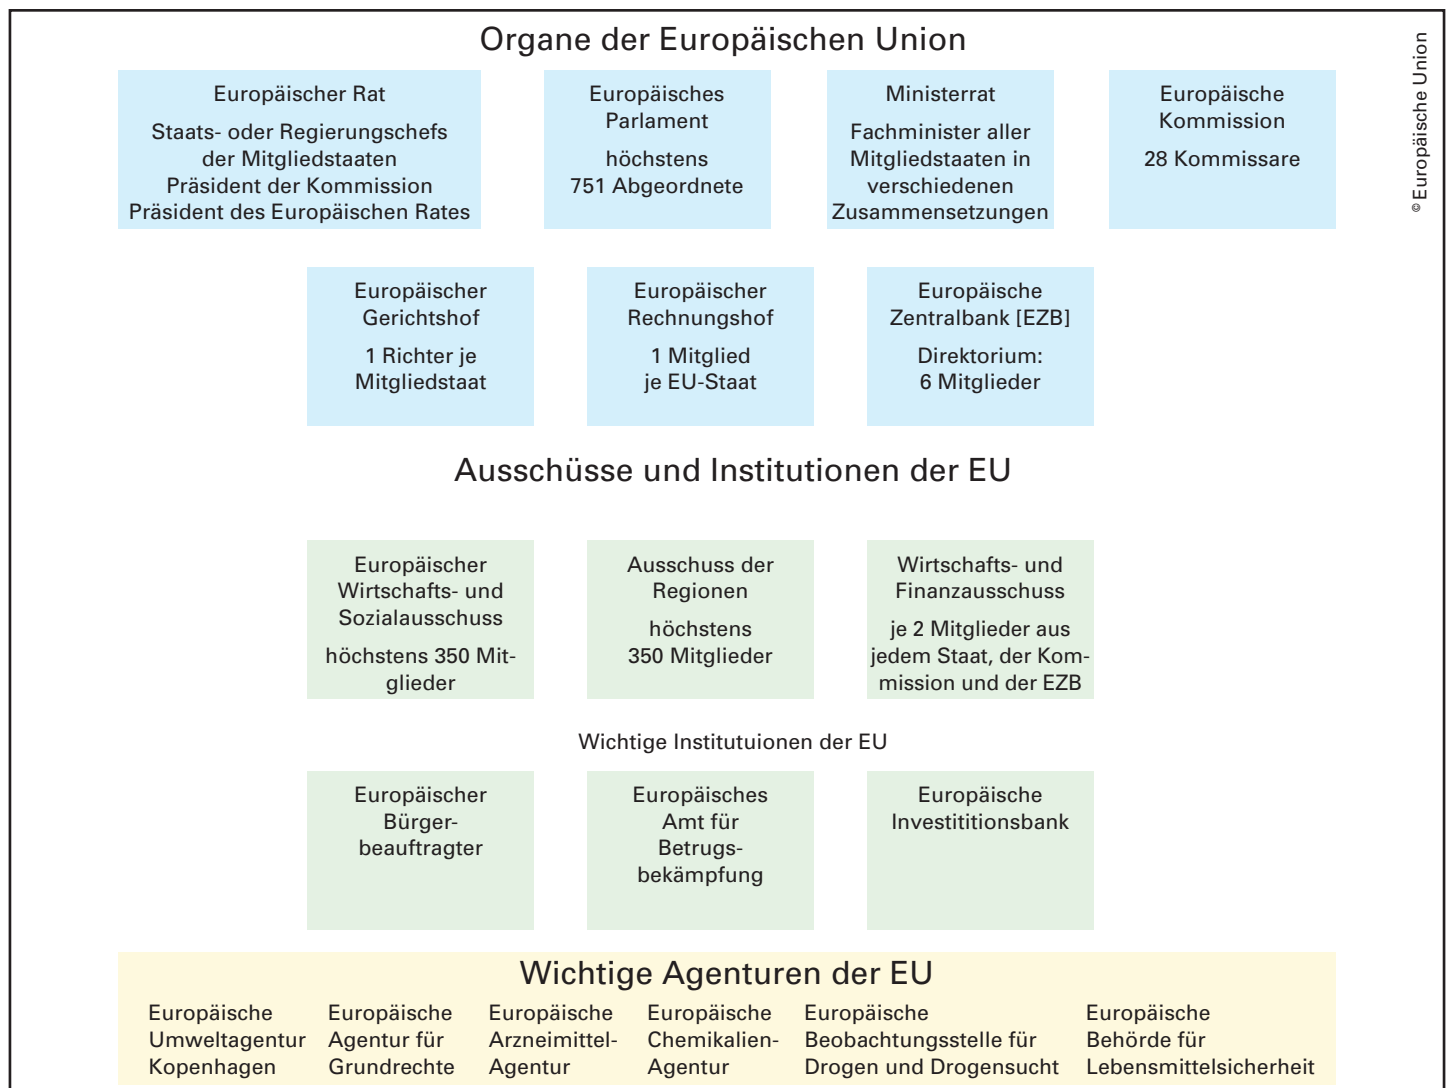 Organe der Europäischen Union
Europäischer Rat
Staats- oder Regierungschefs
der Mitgliedstaaten
Präsident der Kommission
Präsident des Europäischen Rates
Europäisches
Parlament
höchstens
751 Abgeordnete
Ministerrat
Fachminister aller
Mitgliedstaaten in
verschiedenen
Zusammensetzungen
Europäische
Kommission
28 Kommissare
© Europäische Union
Europäischer
Gerichtshof
1 Richter je
Mitgliedstaat
Europäischer
Rechnungshof
1 Mitglied
je EU-Staat
Europäische
Zentralbank [EZB]
Direktorium:
6 Mitglieder
Ausschüsse und Institutionen der EU
Europäischer
Wirtschafts- und
Sozialausschuss
höchstens 350 Mit-
glieder
Ausschuss der
Regionen
höchstens
350 Mitglieder
Wirtschafts- und
Finanzausschuss
je 2 Mitglieder aus
jedem Staat, der Kom-
mission und der EZB
Wichtige Institutuionen der EU
Europäischer
Bürger-
beauftragter
Europäisches
Amt für
Betrugs-
bekämpfung
Europäische
Investititionsbank
Wichtige Agenturen der EU
Europäische
Umweltagentur
Kopenhagen
Europäische
Agentur für
Grundrechte
Europäische
Arzneimittel-
Agentur
Europäische
Chemikalien-
Agentur
Europäische
Beobachtungsstelle für
Drogen und Drogensucht
Europäische
Behörde für
Lebensmittelsicherheit